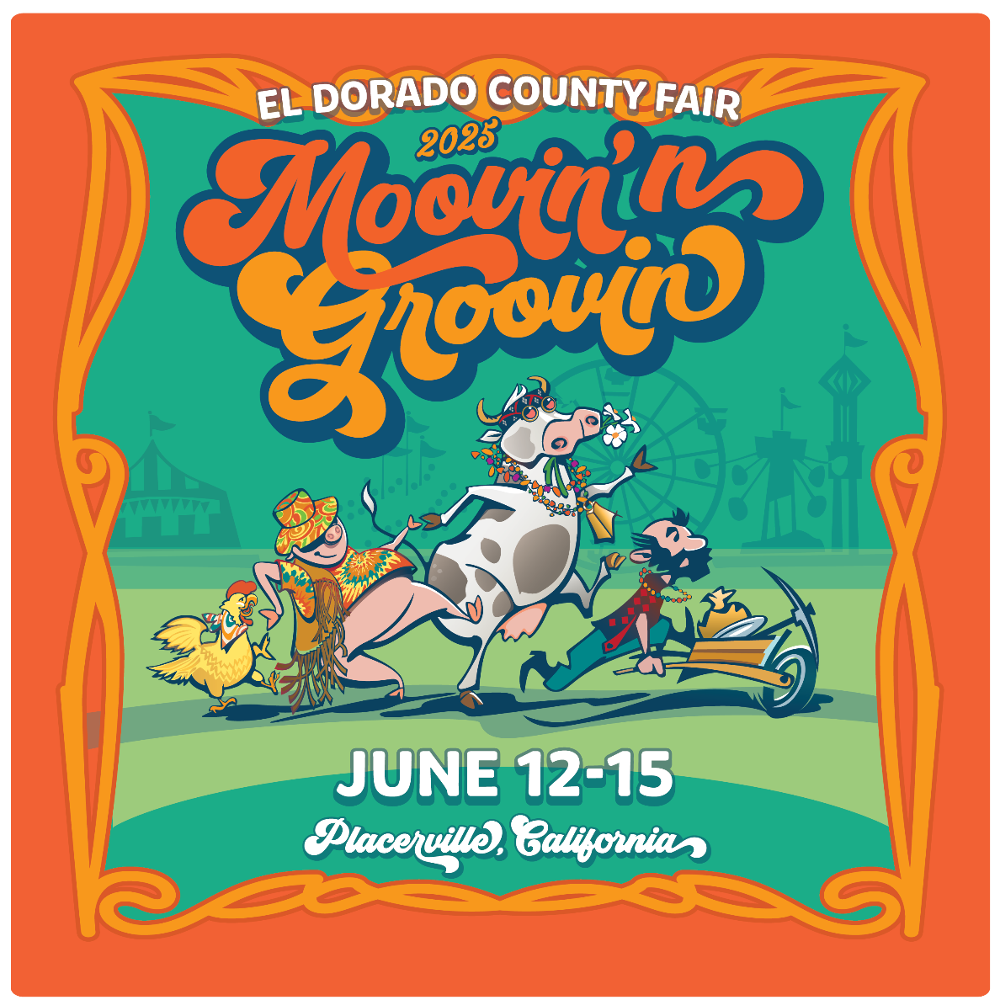 EL DORADO COUNTY FAIR
2025
Moovin' n
Groovin
JUNE 12-15
Placerville, California